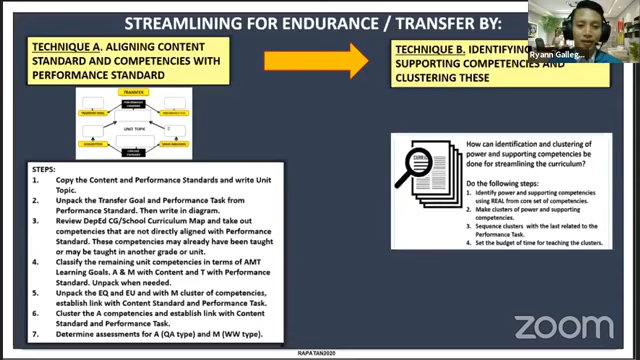 STREAMLINING FOR ENDURANCE / TRANSFER BY:
Ryann Galleg...
TECHNIQUE A. ALIGNING CONTENT
STANDARD AND COMPETENCIES WITH
PERFORMANCE STANDARD
TECHNIQUE B. IDENTIFYING
SUPPORTING COMPETENCIES AND
CLUSTERING THESE
TRANSFER
UNIT TOPIC
STEPS:
1. Copy the Content and Performance Standards and write Unit
Topic.
2. Unpack the Transfer Goal and Performance Task from
Performance Standard. Then write in diagram.
3. Review DepEd CG/School Curriculum Map and take out
competencies that are not directly aligned with Performance
Standard. These competencies may already have been taught
or may be taught in another grade or unit.
4. Classify the remaining unit competencies in terms of AMT
Learning Goals. A & M with Content and T with Performance
Standard. Unpack when needed.
5. Unpack the EQ and EU and with M cluster of competencies,
establish link with Content Standard and Performance Task.
6. Cluster the A competencies and establish link with Content
Standard and Performance Task.
7. Determine assessments for A (QA type) and M (WW type).
How can identification and clustering of
power and supporting competencies be
done for streamlining the curriculum?
Do the following steps:
1. Identify power and supporting competencies
using REAL from core set of competencies.
2. Make clusters of power and supporting
competencies.
3. Sequence clusters with the last related to the
Performance Task.
4. Set the budget of time for teaching the clusters.
zoom
RAPATAN2020